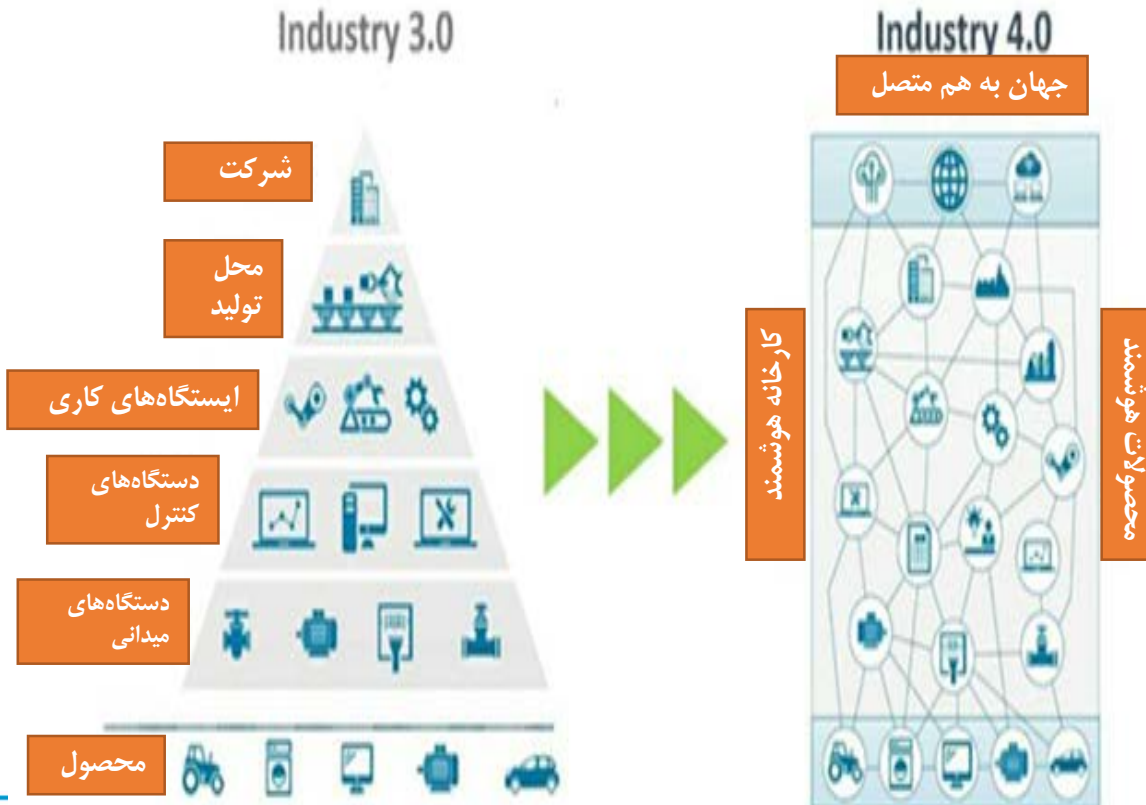 Industry 3.0
شرکت
محل
تولید
ایستگاه‌های کاری
دستگاه‌های
کنترل
دستگاه‌های
میدانی
محصول
Industry 4.0
جهان به هم متصل
کارخانه هوشمند
محصولات هوشمند